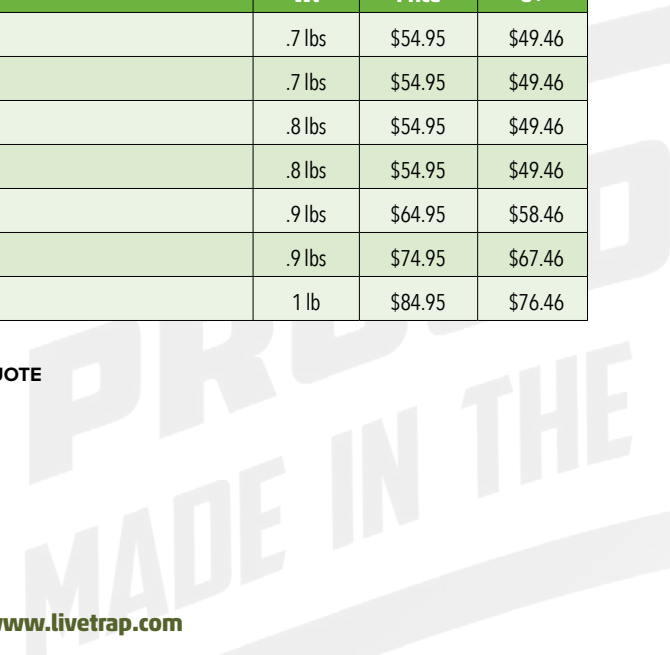 .7 lbs $54.95 $49.46
.7 lbs $54.95 $49.46
.8 lbs $54.95 $49.46
.8 lbs $54.95 $49.46
.9 lbs $64.95 $58.46
.9 lbs $74.95 $67.46
1 lb $84.95 $76.46
MADE IN THE
www.livetrap.com